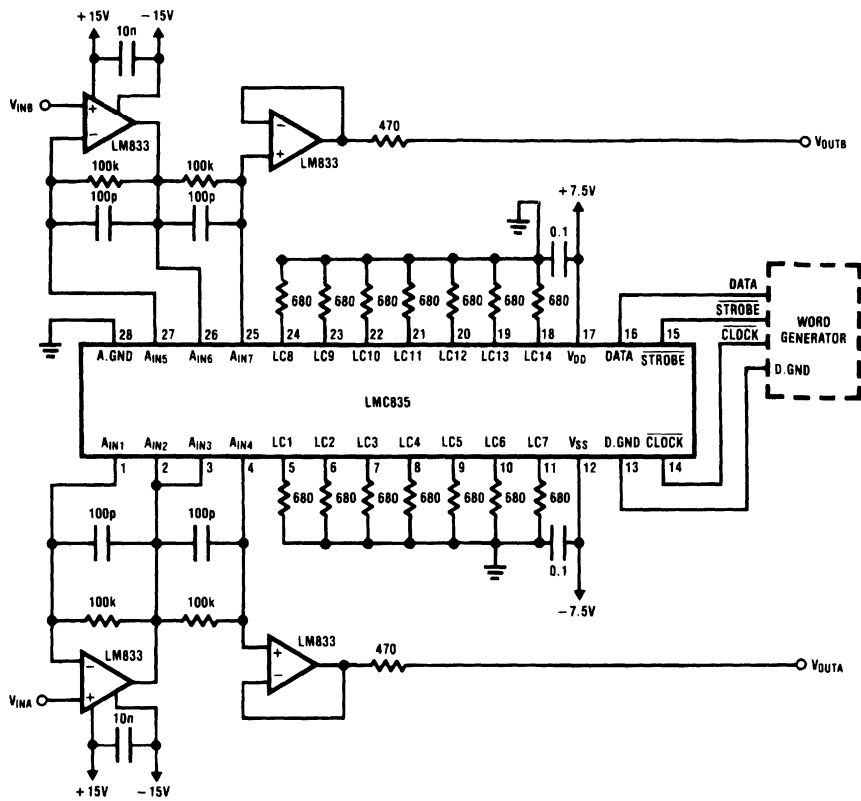 +15V −15V
10n
VINB
+
−
LM833
100k
100p
100k
100p
−
+
LM833
470
VOUTB
+7.5V
0.1
680 680 680 680 680 680 680
DATA
STROBE
CLOCK
D.GND
WORD
GENERATOR
28 27 26 25 24 23 22 21 20 19 18 17 16 15
A.GND AIN5 AIN6 AIN7 LC8 LC9 LC10 LC11 LC12 LC13 LC14 VDD DATA STROBE
LMC835
AIN1 AIN2 AIN3 AIN4 LC1 LC2 LC3 LC4 LC5 LC6 LC7 VSS D.GND CLOCK
1 2 3 4 5 6 7 8 9 10 11 12 13 14
680 680 680 680 680 680 680
100p 100p
0.1
−7.5V
100k 100k
LM833
−
+
VINA
LM833
+
−
470
VOUTA
10n
+15V −15V